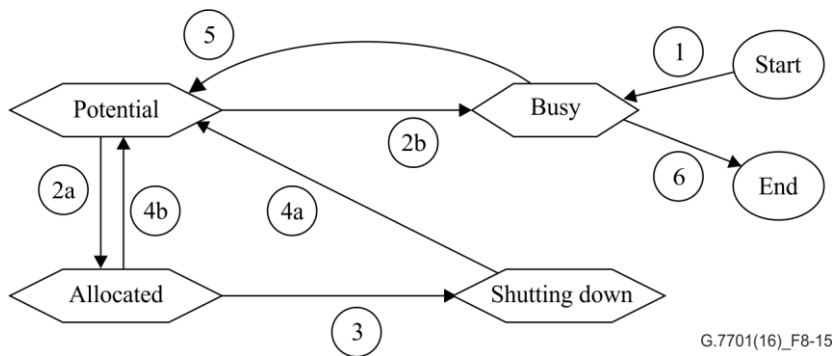 5
1
Start
Potential
Busy
2b
2a
4b
4a
6
End
Allocated
Shutting down
3
G.7701(16)_F8-15